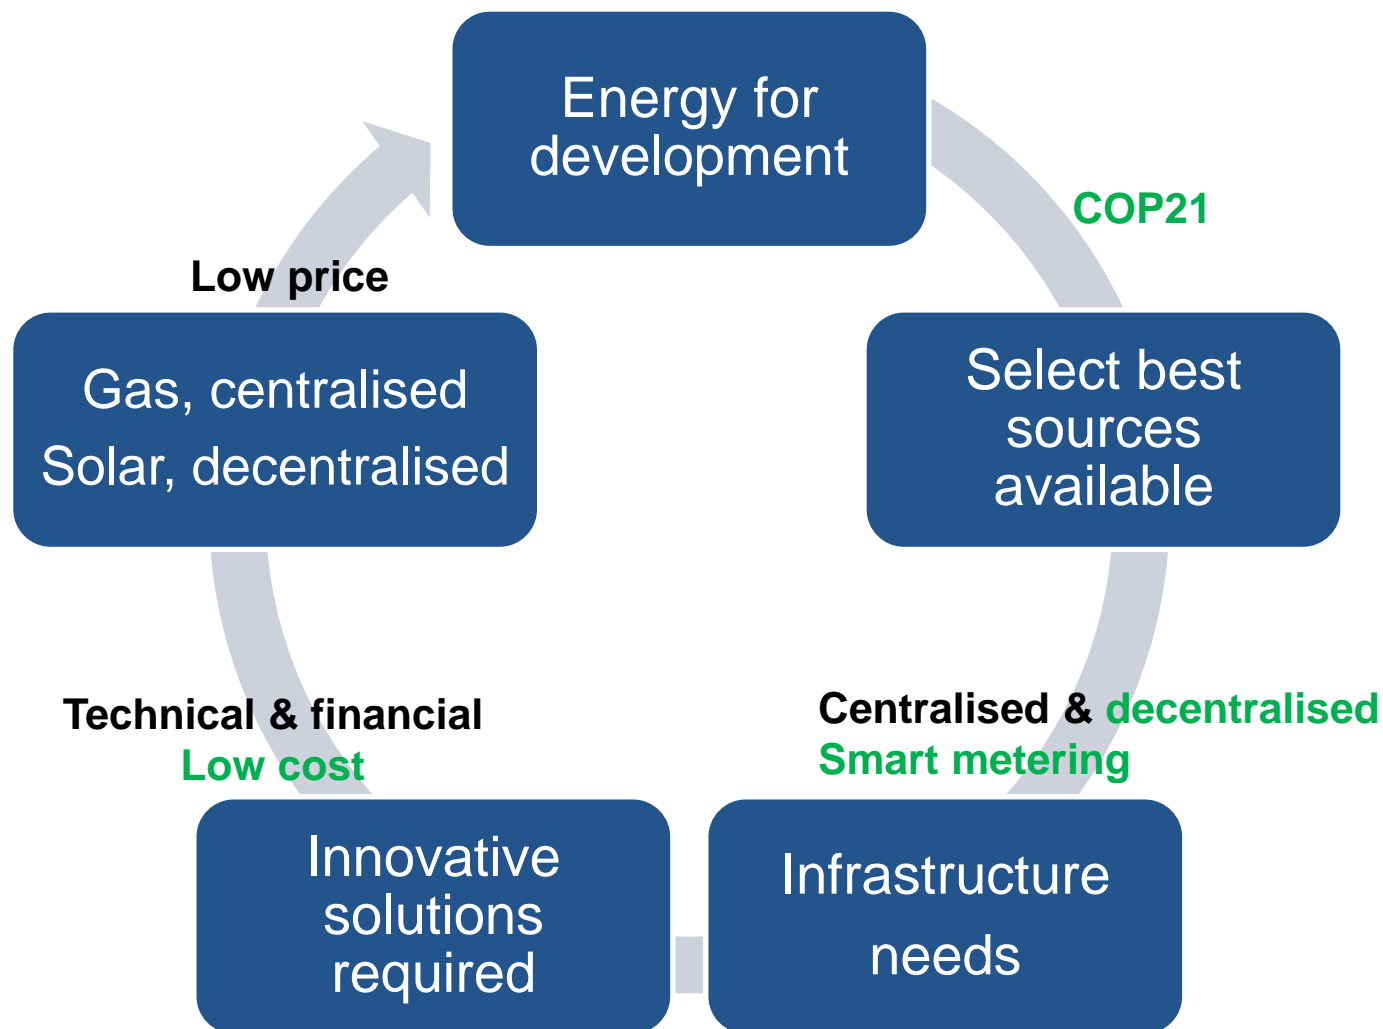 Energy for
development
COP21
Low price
Gas, centralised
Solar, decentralised
Select best
sources
available
Technical & financial
Low cost
Centralised & decentralised
Smart metering
Innovative
solutions
required
Infrastructure
needs